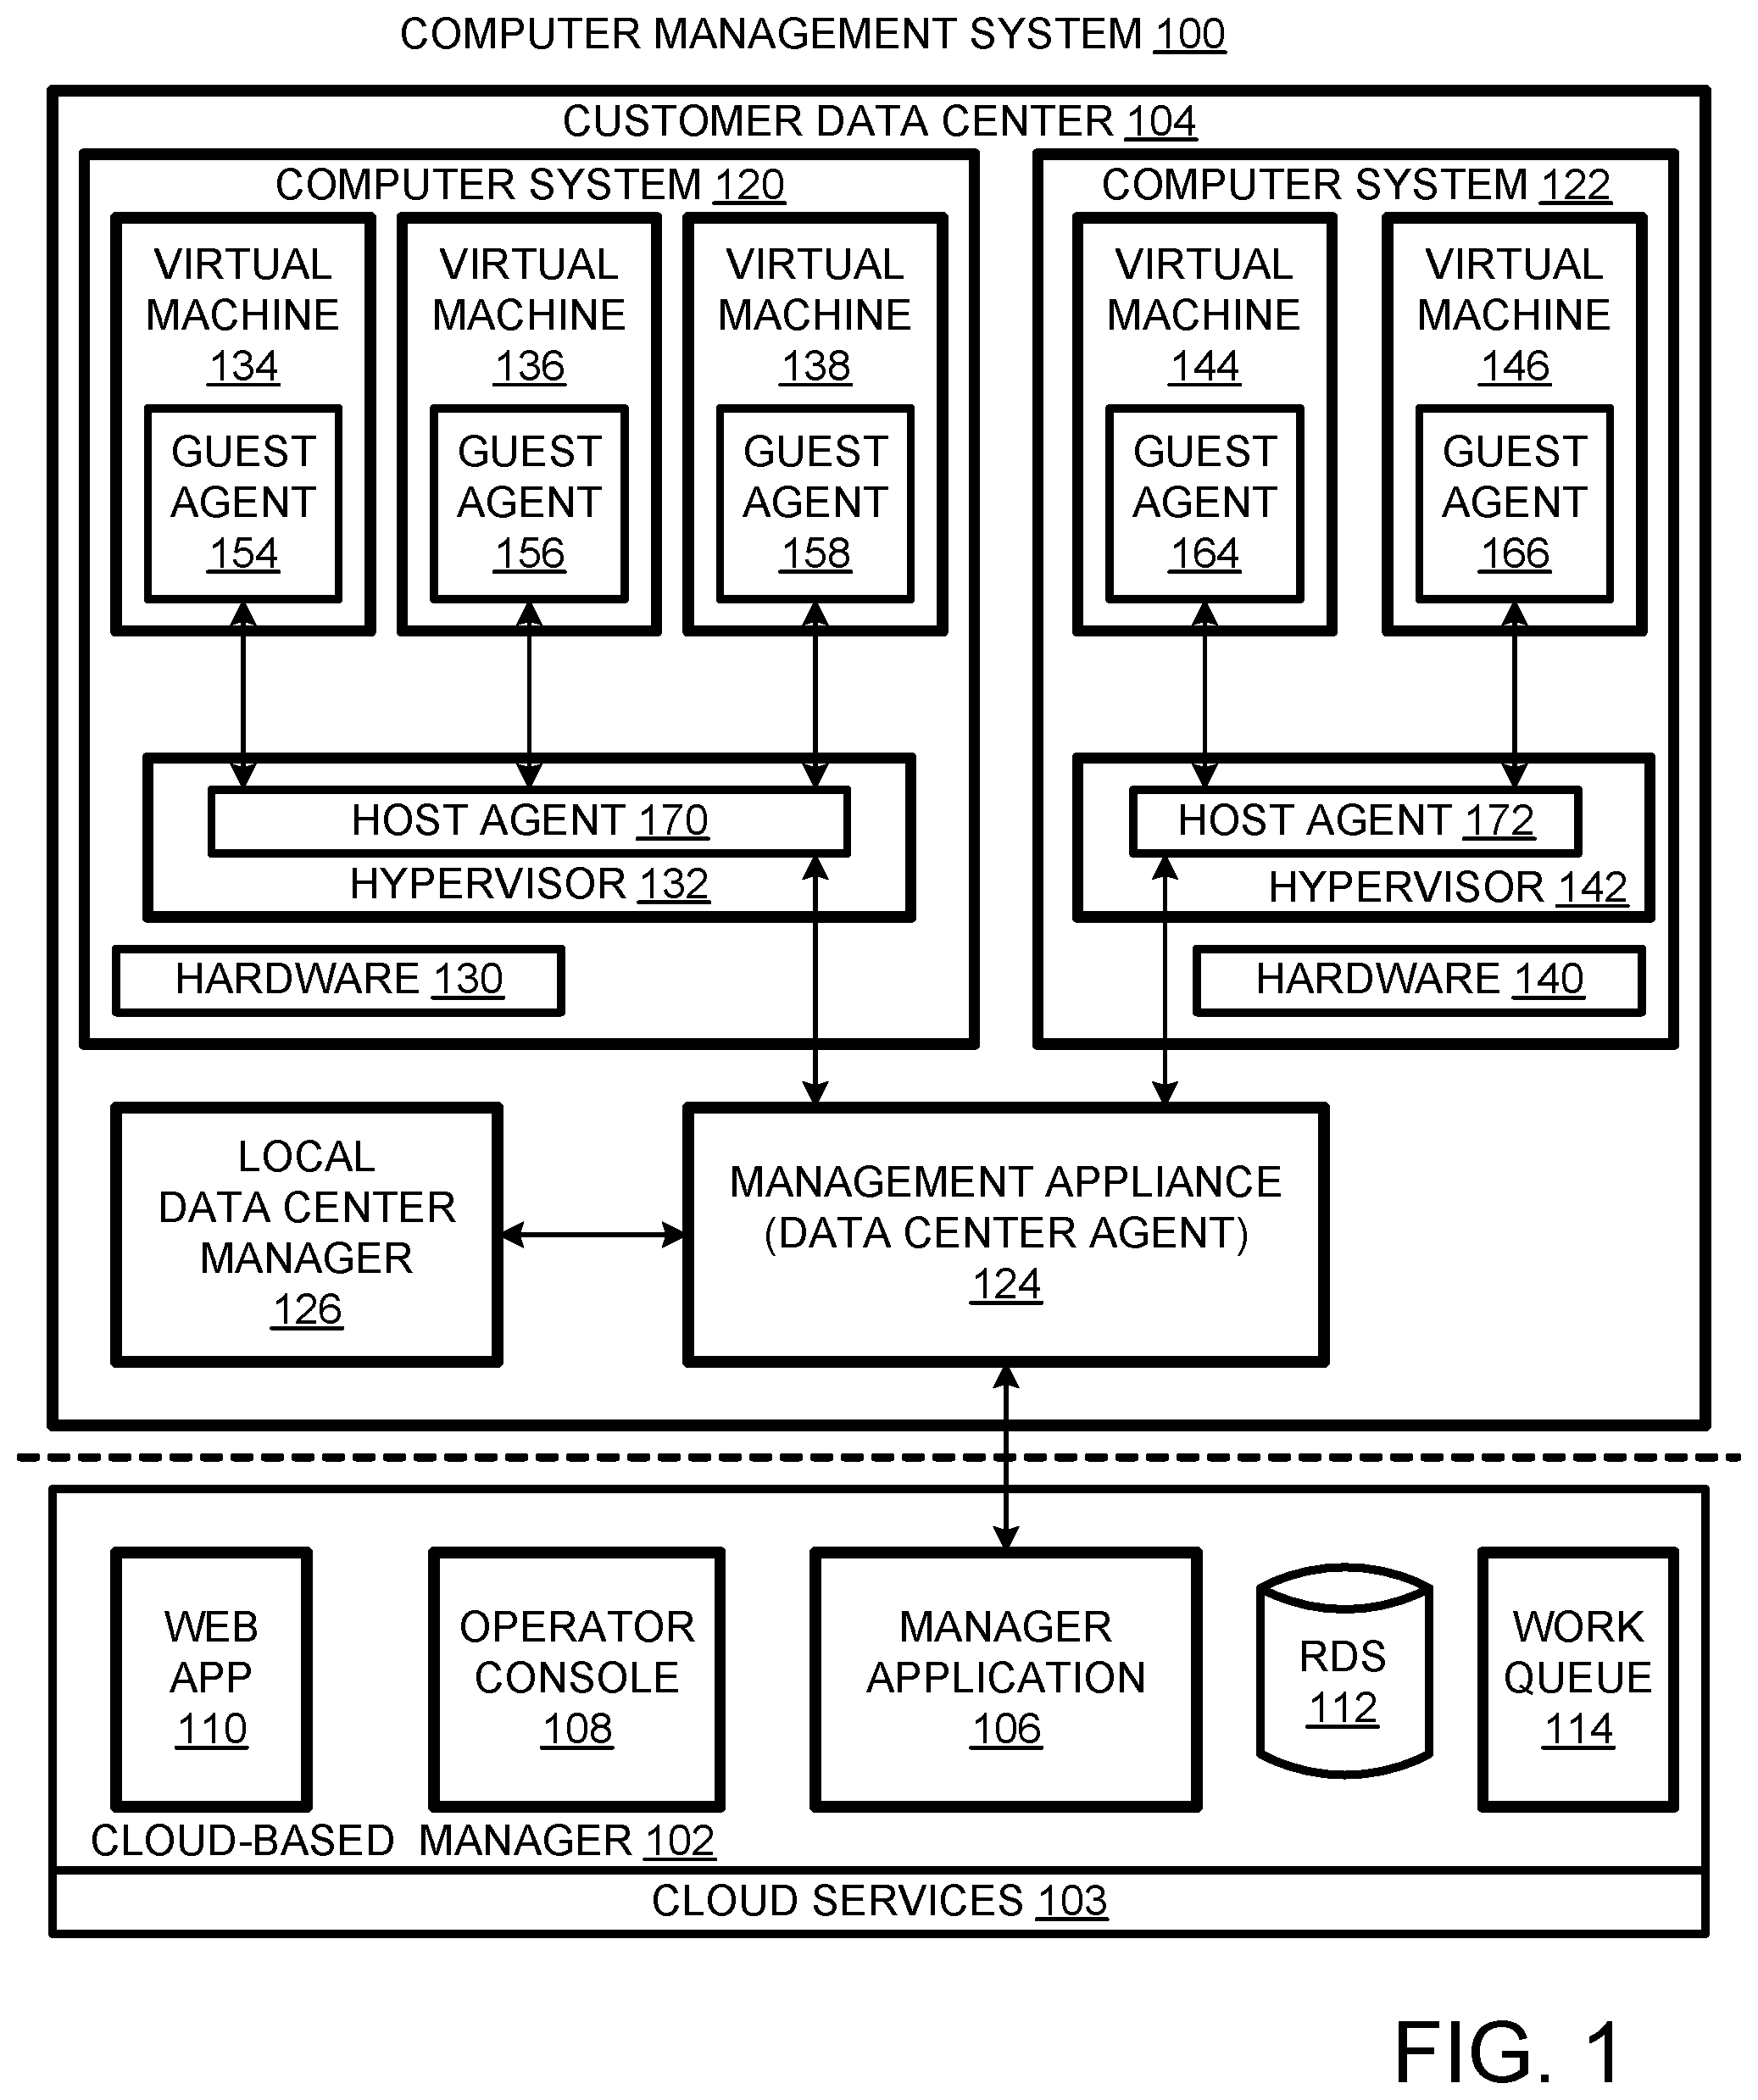 COMPUTER MANAGEMENT SYSTEM 100
CUSTOMER DATA CENTER 104
COMPUTER SYSTEM 120
VIRTUAL
MACHINE
134
GUEST
AGENT
154
VIRTUAL
MACHINE
136
GUEST
AGENT
156
VIRTUAL
MACHINE
138
GUEST
AGENT
158
HOST AGENT 170
HYPERVISOR 132
HARDWARE 130
COMPUTER SYSTEM 122
VIRTUAL
MACHINE
144
GUEST
AGENT
164
VIRTUAL
MACHINE
146
GUEST
AGENT
166
HOST AGENT 172
HYPERVISOR 142
HARDWARE 140
LOCAL
DATA CENTER
MANAGER
126
MANAGEMENT APPLIANCE
(DATA CENTER AGENT)
124
WEB
APP
110
OPERATOR
CONSOLE
108
MANAGER
APPLICATION
106
RDS
112
WORK
QUEUE
114
CLOUD-BASED MANAGER 102
CLOUD SERVICES 103
FIG. 1